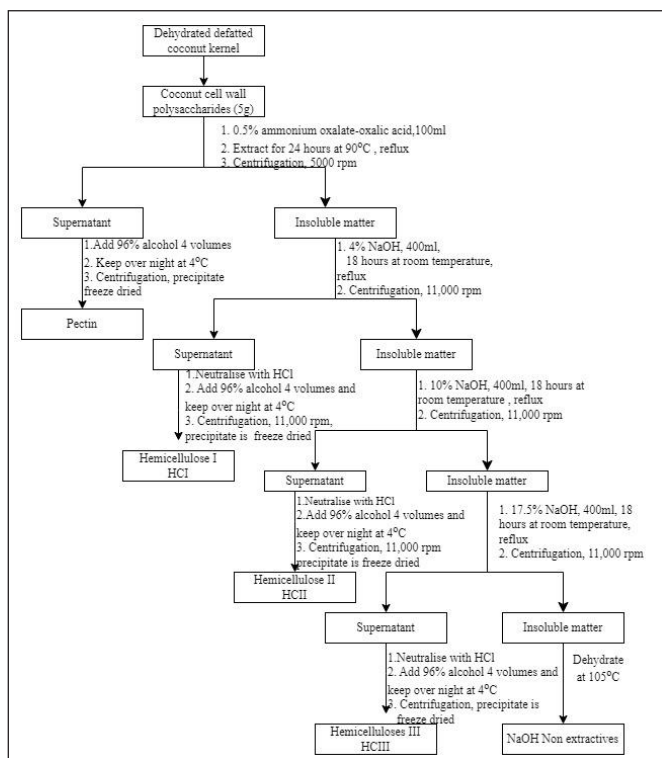 Dehydrated defatted
coconut kernel
Coconut cell wall
polysaccharides (5g)
1. 0.5% ammonium oxalate-oxalic acid,100ml
2. Extract for 24 hours at 90°C , reflux
3. Centrifugation, 5000 rpm
Supernatant
Insoluble matter
1.Add 96% alcohol 4 volumes
2. Keep over night at 4°C
3. Centrifugation, precipitate
freeze dried
1. 4% NaOH, 400ml,
18 hours at room temperature,
reflux
2. Centrifugation, 11,000 rpm
Pectin
Supernatant
Insoluble matter
1.Neutralise with HCl
2. Add 96% alcohol 4 volumes and
keep over night at 4°C
3. Centrifugation, 11,000 rpm,
precipitate is freeze dried
1. 10% NaOH, 400ml, 18 hours at
room temperature , reflux
2. Centrifugation, 11,000 rpm
Hemicellulose I
HCI
Supernatant
Insoluble matter
1.Neutralise with HCl
2.Add 96% alcohol 4 volumes and
keep over night at 4°C
3. Centrifugation, 11,000 rpm
precipitate is freeze dried
1. 17.5% NaOH, 400ml, 18
hours at room temperature,
reflux
2. Centrifugation, 11,000 rpm
Hemicellulose II
HCII
Supernatant
Insoluble matter
1.Neutralise with HCl
2. Add 96% alcohol 4 volumes and
keep over night at 4°C
3. Centrifugation, precipitate is
freeze dried
Dehydrate
at 105°C
Hemicelluloses III
HCIII
NaOH Non extractives